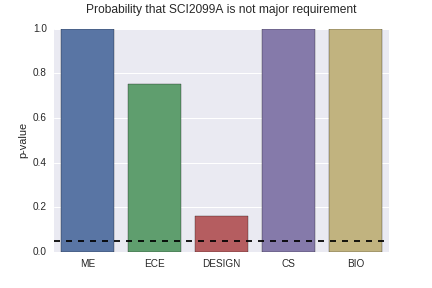 Probability that SCI2099A is not major requirement
1.0
0.8
0.6
0.4
0.2
0.0
p-value
ME ECE DESIGN CS BIO